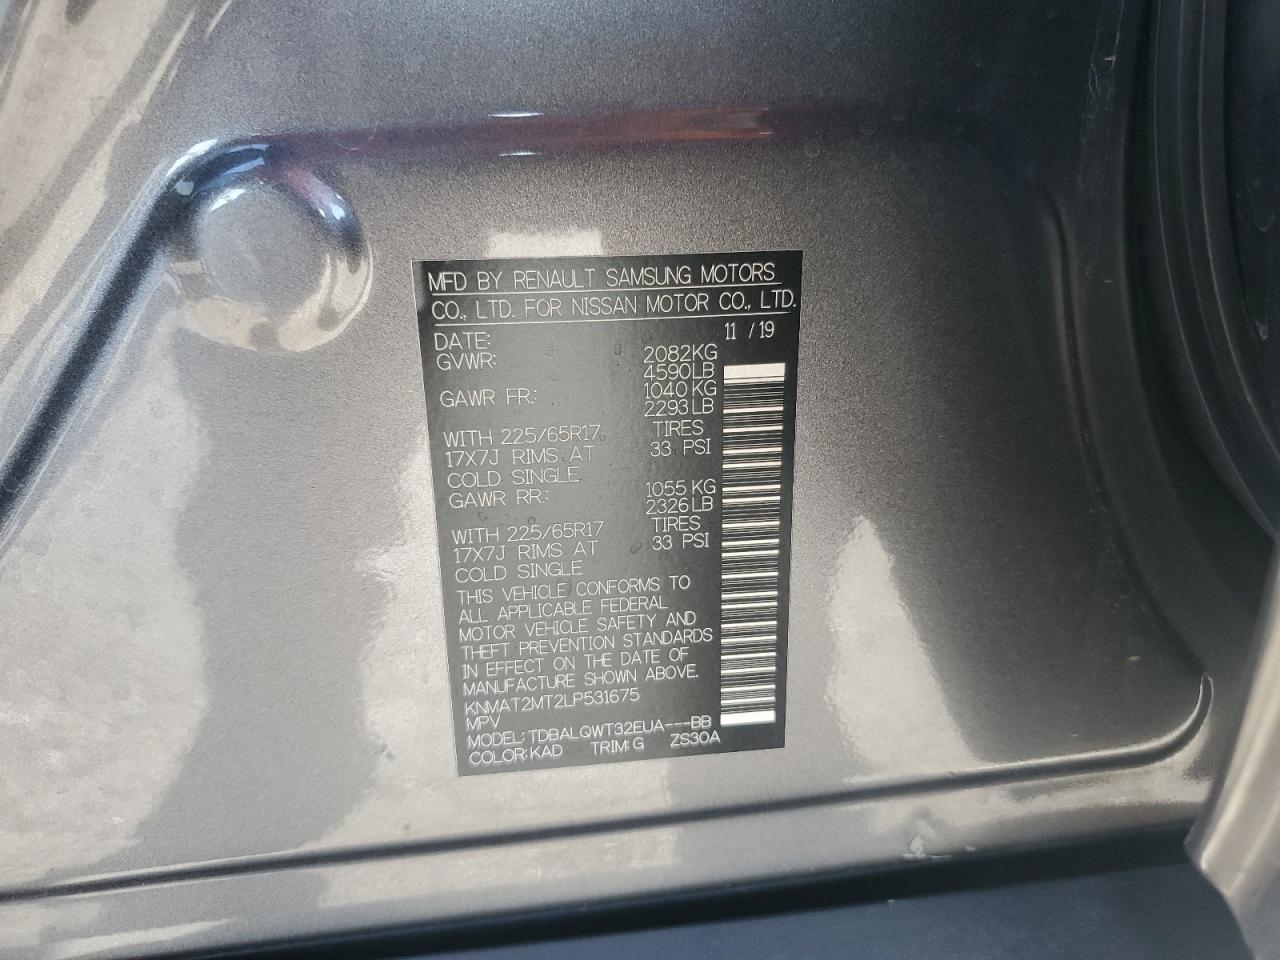 MFD BY RENAULT SAMSUNG MOTORS
CO., LTD. FOR NISSAN MOTOR CO., LTD.
DATE: 11 / 19
GVWR: 2082KG
4590LB
GAWR FR: 1040KG
2293LB
WITH 225/65R17 TIRES
17X7J RIMS AT 33 PSI
COLD SINGLE
GAWR RR: 1055KG
2326LB
WITH 225/65R17 TIRES
17X7J RIMS AT 33 PSI
COLD SINGLE
THIS VEHICLE CONFORMS TO
ALL APPLICABLE FEDERAL
MOTOR VEHICLE SAFETY AND
THEFT PREVENTION STANDARDS
IN EFFECT ON THE DATE OF
MANUFACTURE SHOWN ABOVE.
KNMAT2MT2LP531675
MPV
MODEL:TDBALQWT32EUA---BB
COLOR:KAD TRIM:G ZS30A